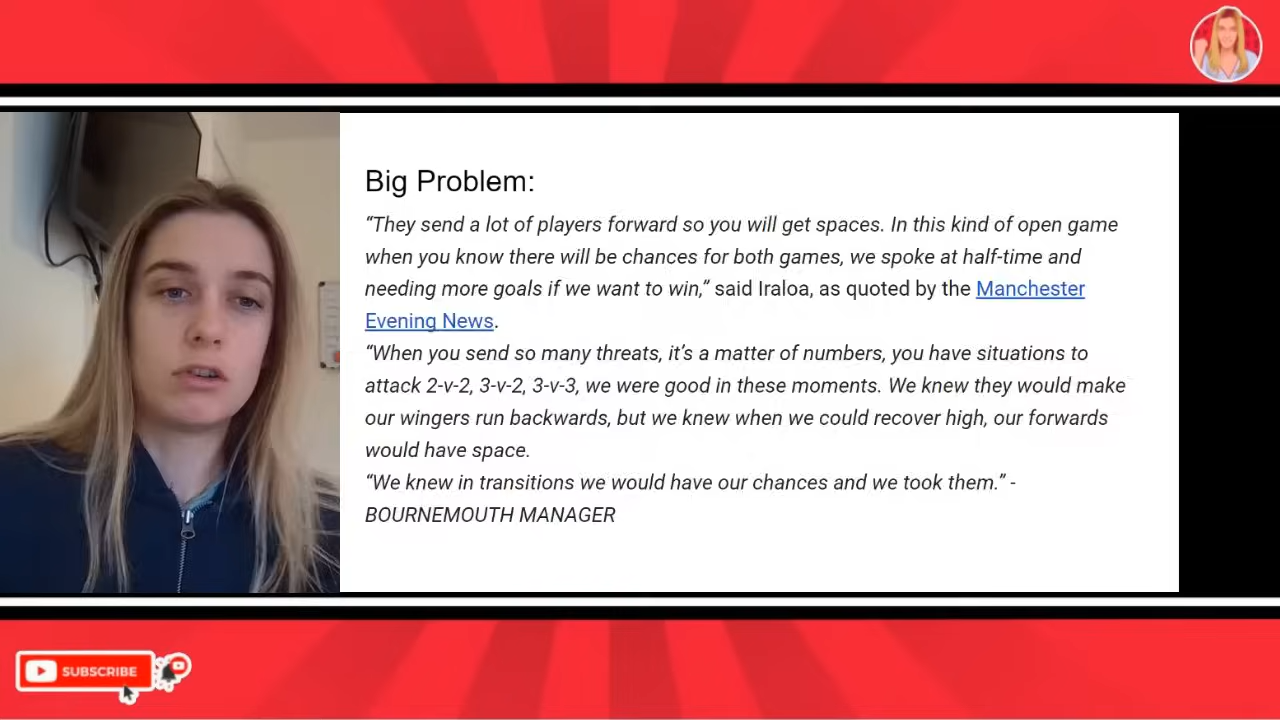 Big Problem:
“They send a lot of players forward so you will get spaces. In this kind of open game
when you know there will be chances for both games, we spoke at half-time and
needing more goals if we want to win,” said Iraloa, as quoted by the Manchester
Evening News.
“When you send so many threats, it’s a matter of numbers, you have situations to
attack 2-v-2, 3-v-2, 3-v-3, we were good in these moments. We knew they would make
our wingers run backwards, but we knew when we could recover high, our forwards
would have space.
“We knew in transitions we would have our chances and we took them.” -
BOURNEMOUTH MANAGER
SUBSCRIBE